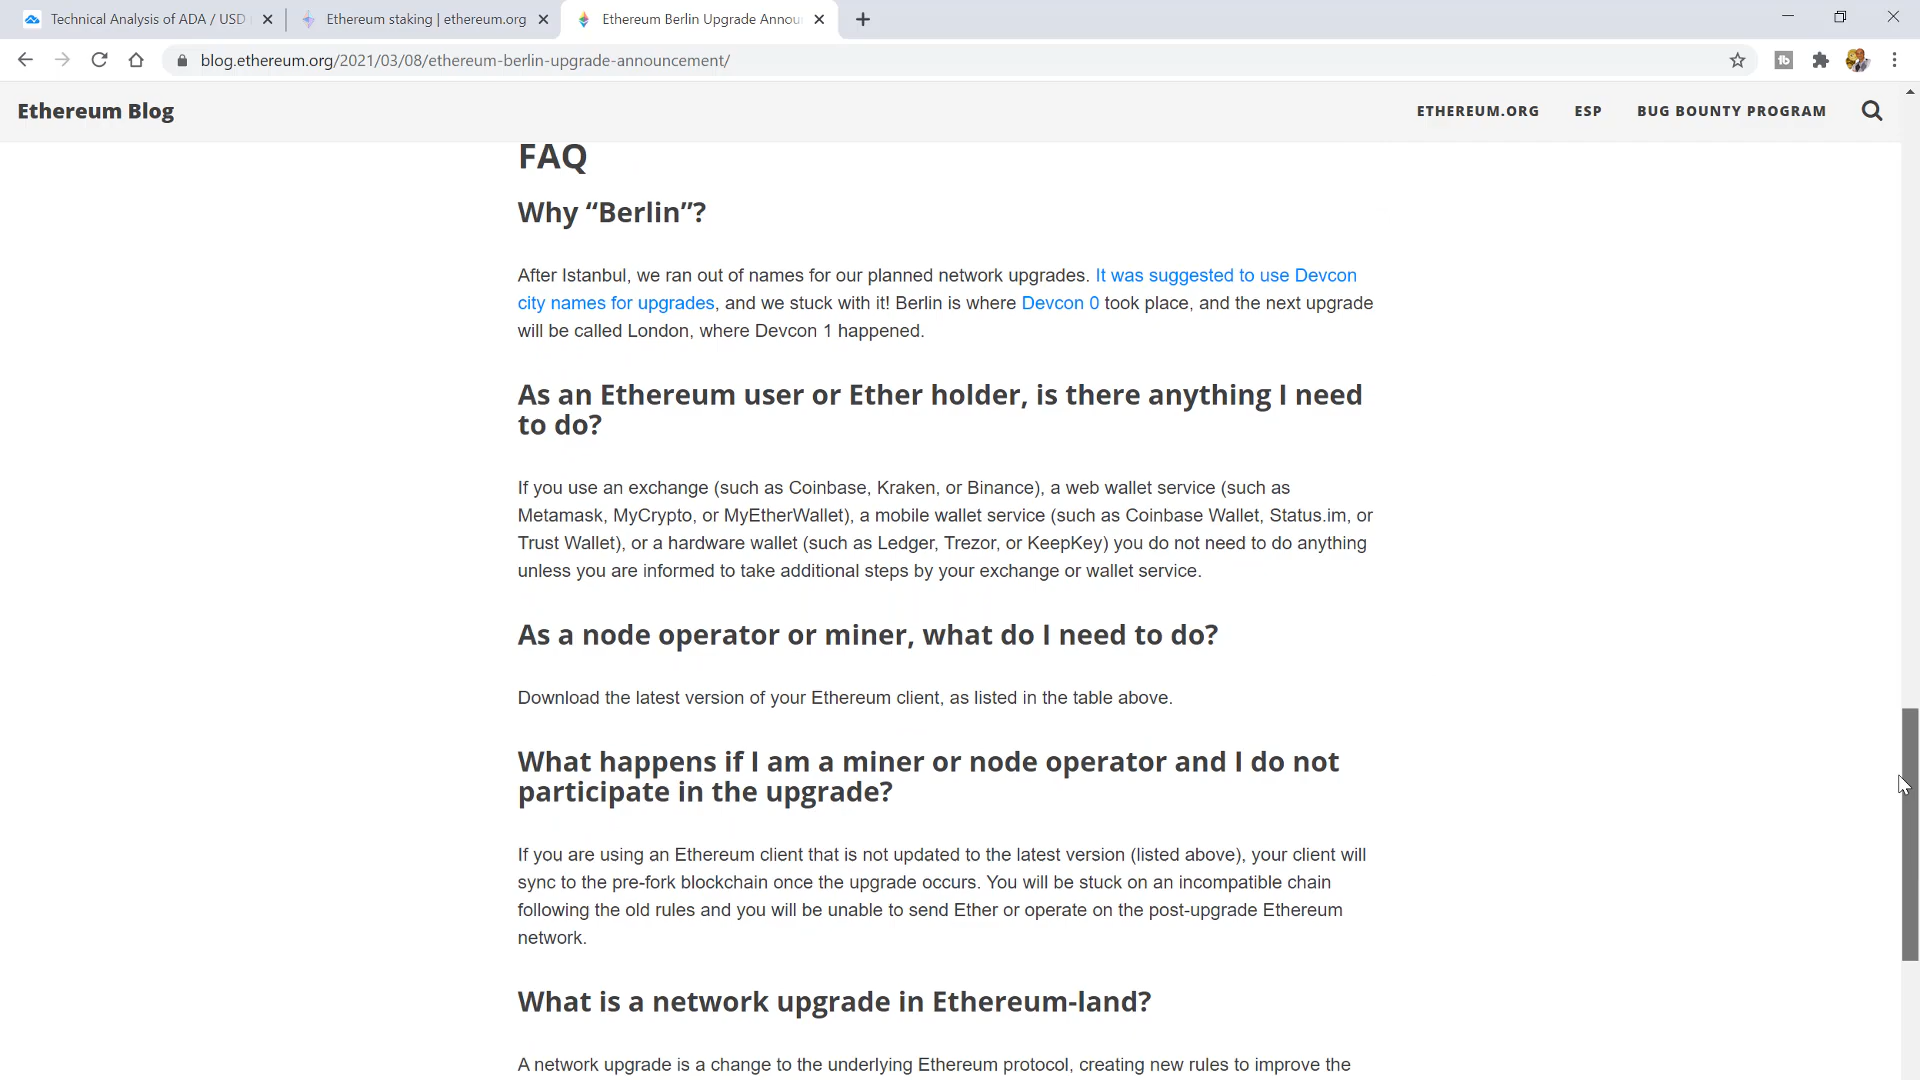 Technical Analysis of ADA / USD
Ethereum staking | ethereum.org
Ethereum Berlin Upgrade Annou
blog.ethereum.org/2021/03/08/ethereum-berlin-upgrade-announcement/
Ethereum Blog
ETHEREUM.ORG ESP BUG BOUNTY PROGRAM
FAQ
Why “Berlin”?
After Istanbul, we ran out of names for our planned network upgrades. It was suggested to use Devcon
city names for upgrades, and we stuck with it! Berlin is where Devcon 0 took place, and the next upgrade
will be called London, where Devcon 1 happened.
As an Ethereum user or Ether holder, is there anything I need
to do?
If you use an exchange (such as Coinbase, Kraken, or Binance), a web wallet service (such as
Metamask, MyCrypto, or MyEtherWallet), a mobile wallet service (such as Coinbase Wallet, Status.im, or
Trust Wallet), or a hardware wallet (such as Ledger, Trezor, or KeepKey) you do not need to do anything
unless you are informed to take additional steps by your exchange or wallet service.
As a node operator or miner, what do I need to do?
Download the latest version of your Ethereum client, as listed in the table above.
What happens if I am a miner or node operator and I do not
participate in the upgrade?
If you are using an Ethereum client that is not updated to the latest version (listed above), your client will
sync to the pre-fork blockchain once the upgrade occurs. You will be stuck on an incompatible chain
following the old rules and you will be unable to send Ether or operate on the post-upgrade Ethereum
network.
What is a network upgrade in Ethereum-land?
A network upgrade is a change to the underlying Ethereum protocol, creating new rules to improve the